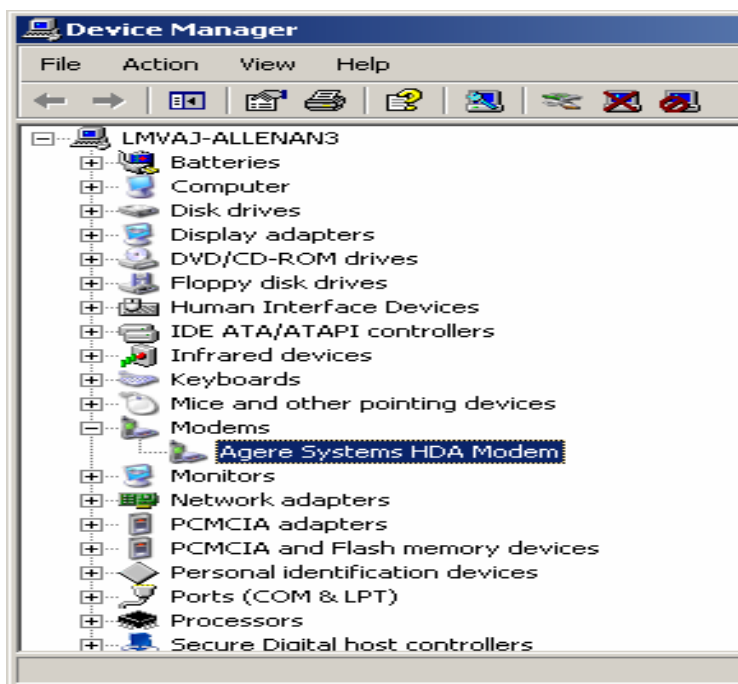 Device Manager
File Action View Help
LMVAJ-ALLENAN3
Batteries
Computer
Disk drives
Display adapters
DVD/CD-ROM drives
Floppy disk drives
Human Interface Devices
IDE ATA/ATAPI controllers
Infrared devices
Keyboards
Mice and other pointing devices
Modems
Agere Systems HDA Modem
Monitors
Network adapters
PCMCIA adapters
PCMCIA and Flash memory devices
Personal identification devices
Ports (COM & LPT)
Processors
Secure Digital host controllers